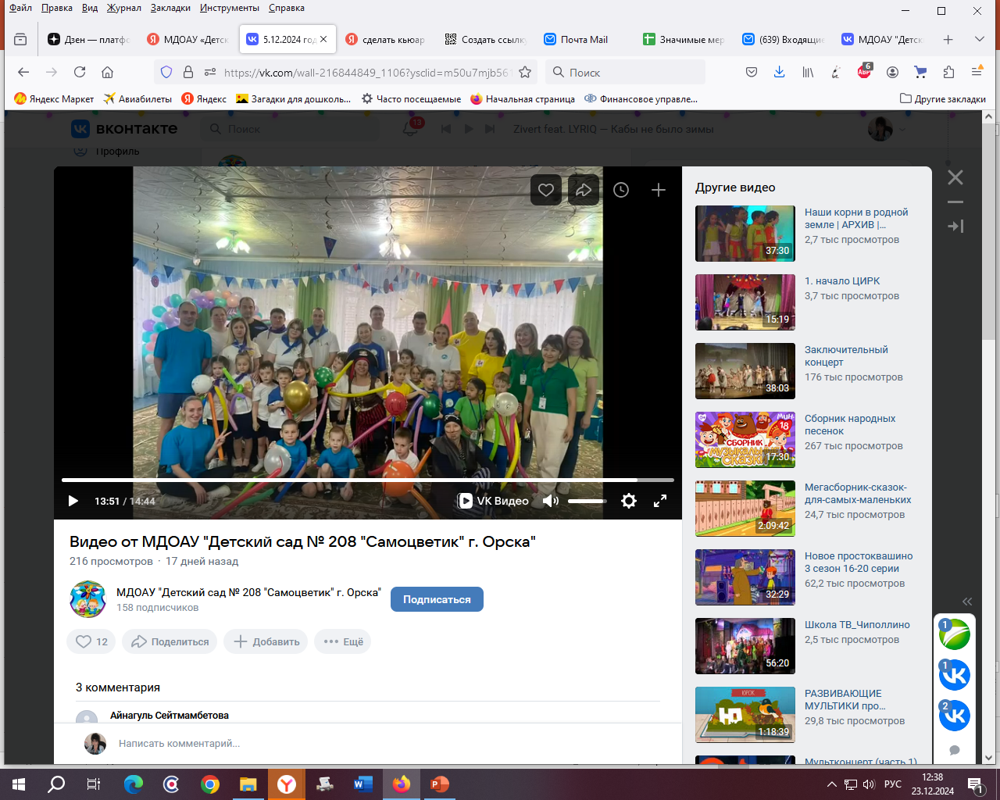 Файл Правка Вид Журнал Закладки Инструменты Справка
Дзен — платфо
МДОАУ «Детск
5.12.2024 год
сделать кьюар
Создать ссылку
Почта Mail
Значимые мер
(639) Входящие
МДОАУ "Детск
https://vk.com/wall-216844849_1106?ysclid=m50u7mjb561
Поиск
ABP
6
Яндекс Маркет
Авиабилеты
Яндекс
Загадки для дошколь...
Часто посещаемые
Начальная страница
Финансовое управле...
Другие закладки
вконтакте
Поиск
13
Zivert feat. LYRIQ — Кабы не было зимы
Профиль
13:51 / 14:44
VK Видео
Видео от МДОАУ "Детский сад № 208 "Самоцветик" г. Орска"
216 просмотров · 17 дней назад
МДОАУ "Детский сад № 208 "Самоцветик" г. Орска"
158 подписчиков
Подписаться
12
Поделиться
Добавить
Ещё
3 комментария
Айнагуль Сейтмамбетова
Написать комментарий...
Другие видео
37:30
Наши корни в родной
земле | АРХИВ |...
2,7 тыс просмотров
15:19
1. начало ЦИРК
3,7 тыс просмотров
38:03
Заключительный
концерт
176 тыс просмотров
МИН
18
СБОРНИК
МУЗЫКАЛЬНЫЕ
СКАЗКИ
17:30
Сборник народных
песенок
267 тыс просмотров
2:09:42
Мегасборник-сказок-
для-самых-маленьких
24,7 тыс просмотров
32:29
Новое простоквашино
3 сезон 16-20 серии
62,2 тыс просмотров
56:20
Школа ТВ_Чиполлино
2,5 тыс просмотров
1:18:39
РАЗВИВАЮЩИЕ
МУЛЬТИКИ про...
29,8 тыс просмотров
Мультконцерт (часть 1)
1
1
2
РУС
12:38
23.12.2024
1